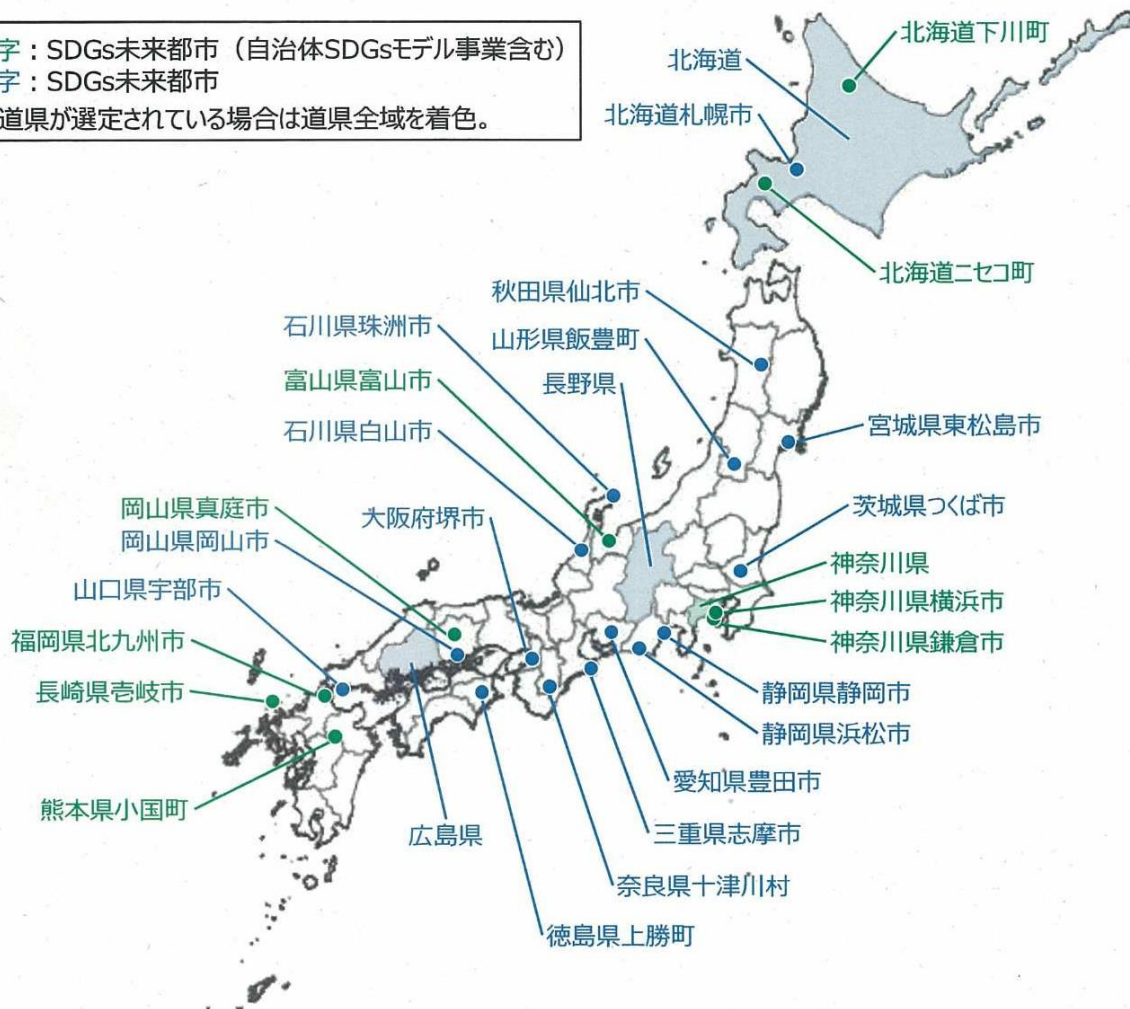 字：SDGs未来都市（自治体SDGsモデル事業含む）
字：SDGs未来都市
道県が選定されている場合は道県全域を着色。
北海道下川町
北海道
北海道札幌市
北海道ニセコ町
秋田県仙北市
石川県珠洲市
山形県飯豊町
富山県富山市
長野県
石川県白山市
宮城県東松島市
岡山県真庭市
大阪府堺市
茨城県つくば市
岡山県岡山市
神奈川県
山口県宇部市
神奈川県横浜市
福岡県北九州市
神奈川県鎌倉市
長崎県壱岐市
静岡県静岡市
静岡県浜松市
愛知県豊田市
熊本県小国町
広島県
三重県志摩市
奈良県十津川村
徳島県上勝町